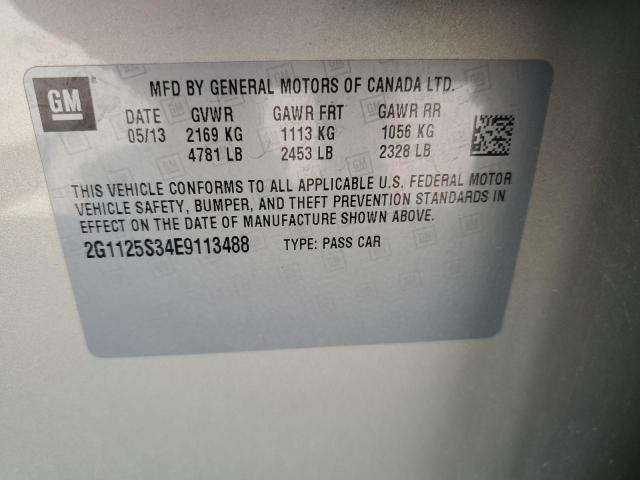 GM
MFD BY GENERAL MOTORS OF CANADA LTD.
DATE GVWR GAWR FRT GAWR RR
05/13 2169 KG 1113 KG 1056 KG
4781 LB 2453 LB 2328 LB
THIS VEHICLE CONFORMS TO ALL APPLICABLE U.S. FEDERAL MOTOR
VEHICLE SAFETY, BUMPER, AND THEFT PREVENTION STANDARDS IN
EFFECT ON THE DATE OF MANUFACTURE SHOWN ABOVE.
2G1125S34E9113488 TYPE: PASS CAR